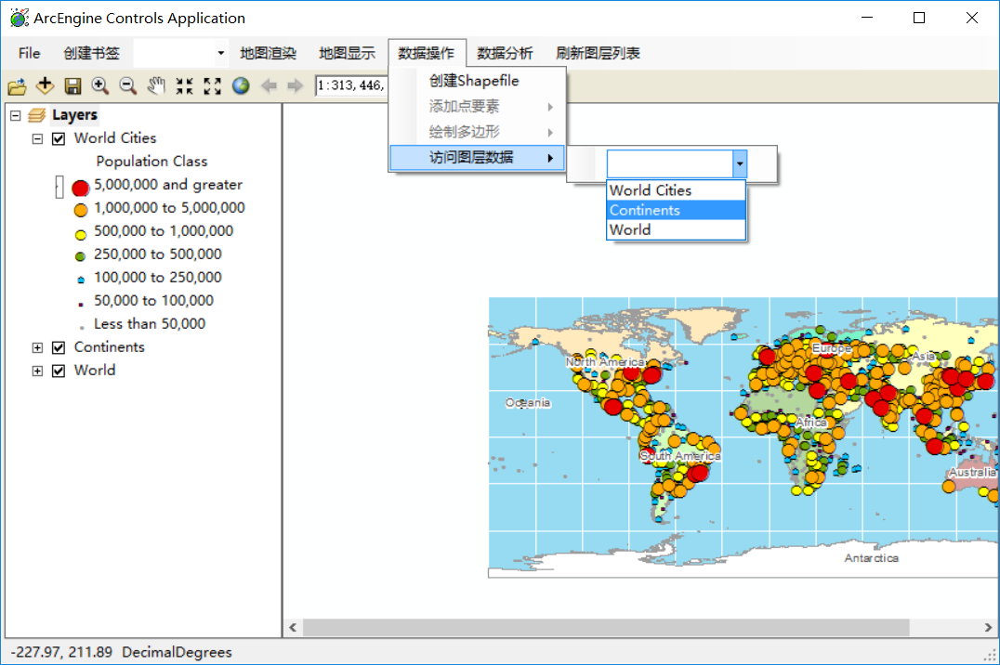 ArcEngine Controls Application
File 创建书签 地图渲染 地图显示 数据操作 数据分析 刷新图层列表
1:313,446,
创建Shapefile
添加点要素
绘制多边形
访问图层数据
World Cities
Continents
World
Layers
World Cities
Population Class
5,000,000 and greater
1,000,000 to 5,000,000
500,000 to 1,000,000
250,000 to 500,000
100,000 to 250,000
50,000 to 100,000
Less than 50,000
Continents
World
Europe
Asia
North America
Oceania
Africa
South America
Australia
Antarctica
-227.97, 211.89 DecimalDegrees